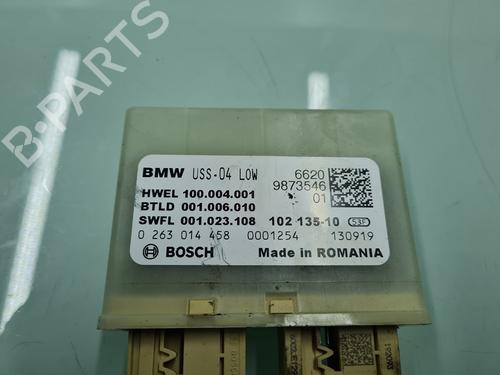 B-PARTS
BMW USS-04 LOW 6620
9873546
HWEL 100.004.001 01
BTLD 001.006.010
SWFL 001.023.108 102 135-10
0 263 014 458 0001254 130919
BOSCH Made in ROMANIA